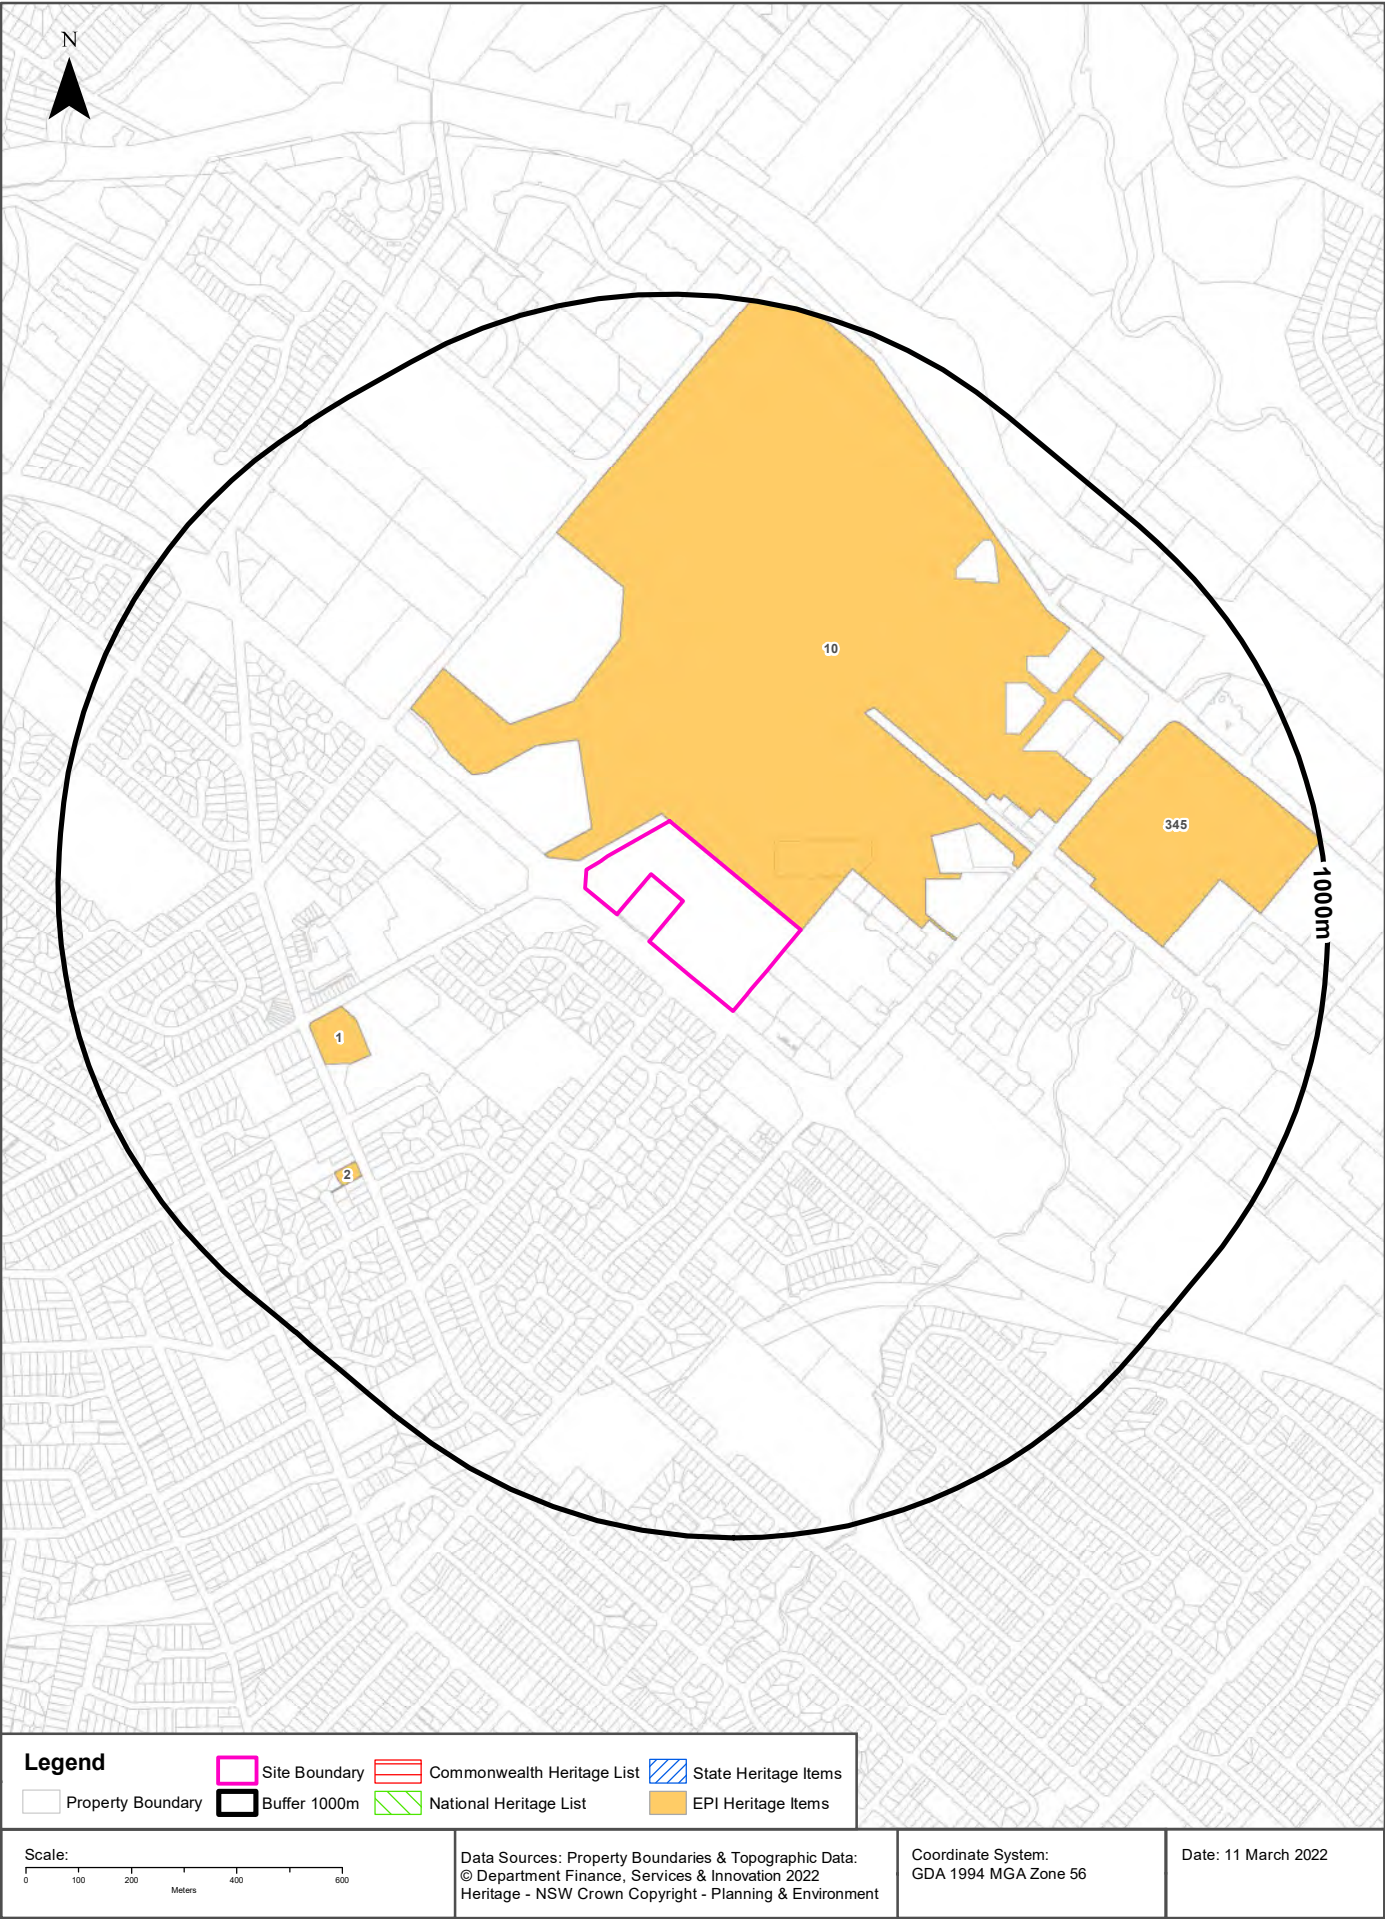 N
10
345
1000m
1
2
Legend
Property Boundary
Site Boundary
Buffer 1000m
Commonwealth Heritage List
National Heritage List
State Heritage Items
EPI Heritage Items
Scale:
0 100 200 400 600
Meters
Data Sources: Property Boundaries & Topographic Data:
© Department Finance, Services & Innovation 2022
Heritage - NSW Crown Copyright - Planning & Environment
Coordinate System:
GDA 1994 MGA Zone 56
Date: 11 March 2022